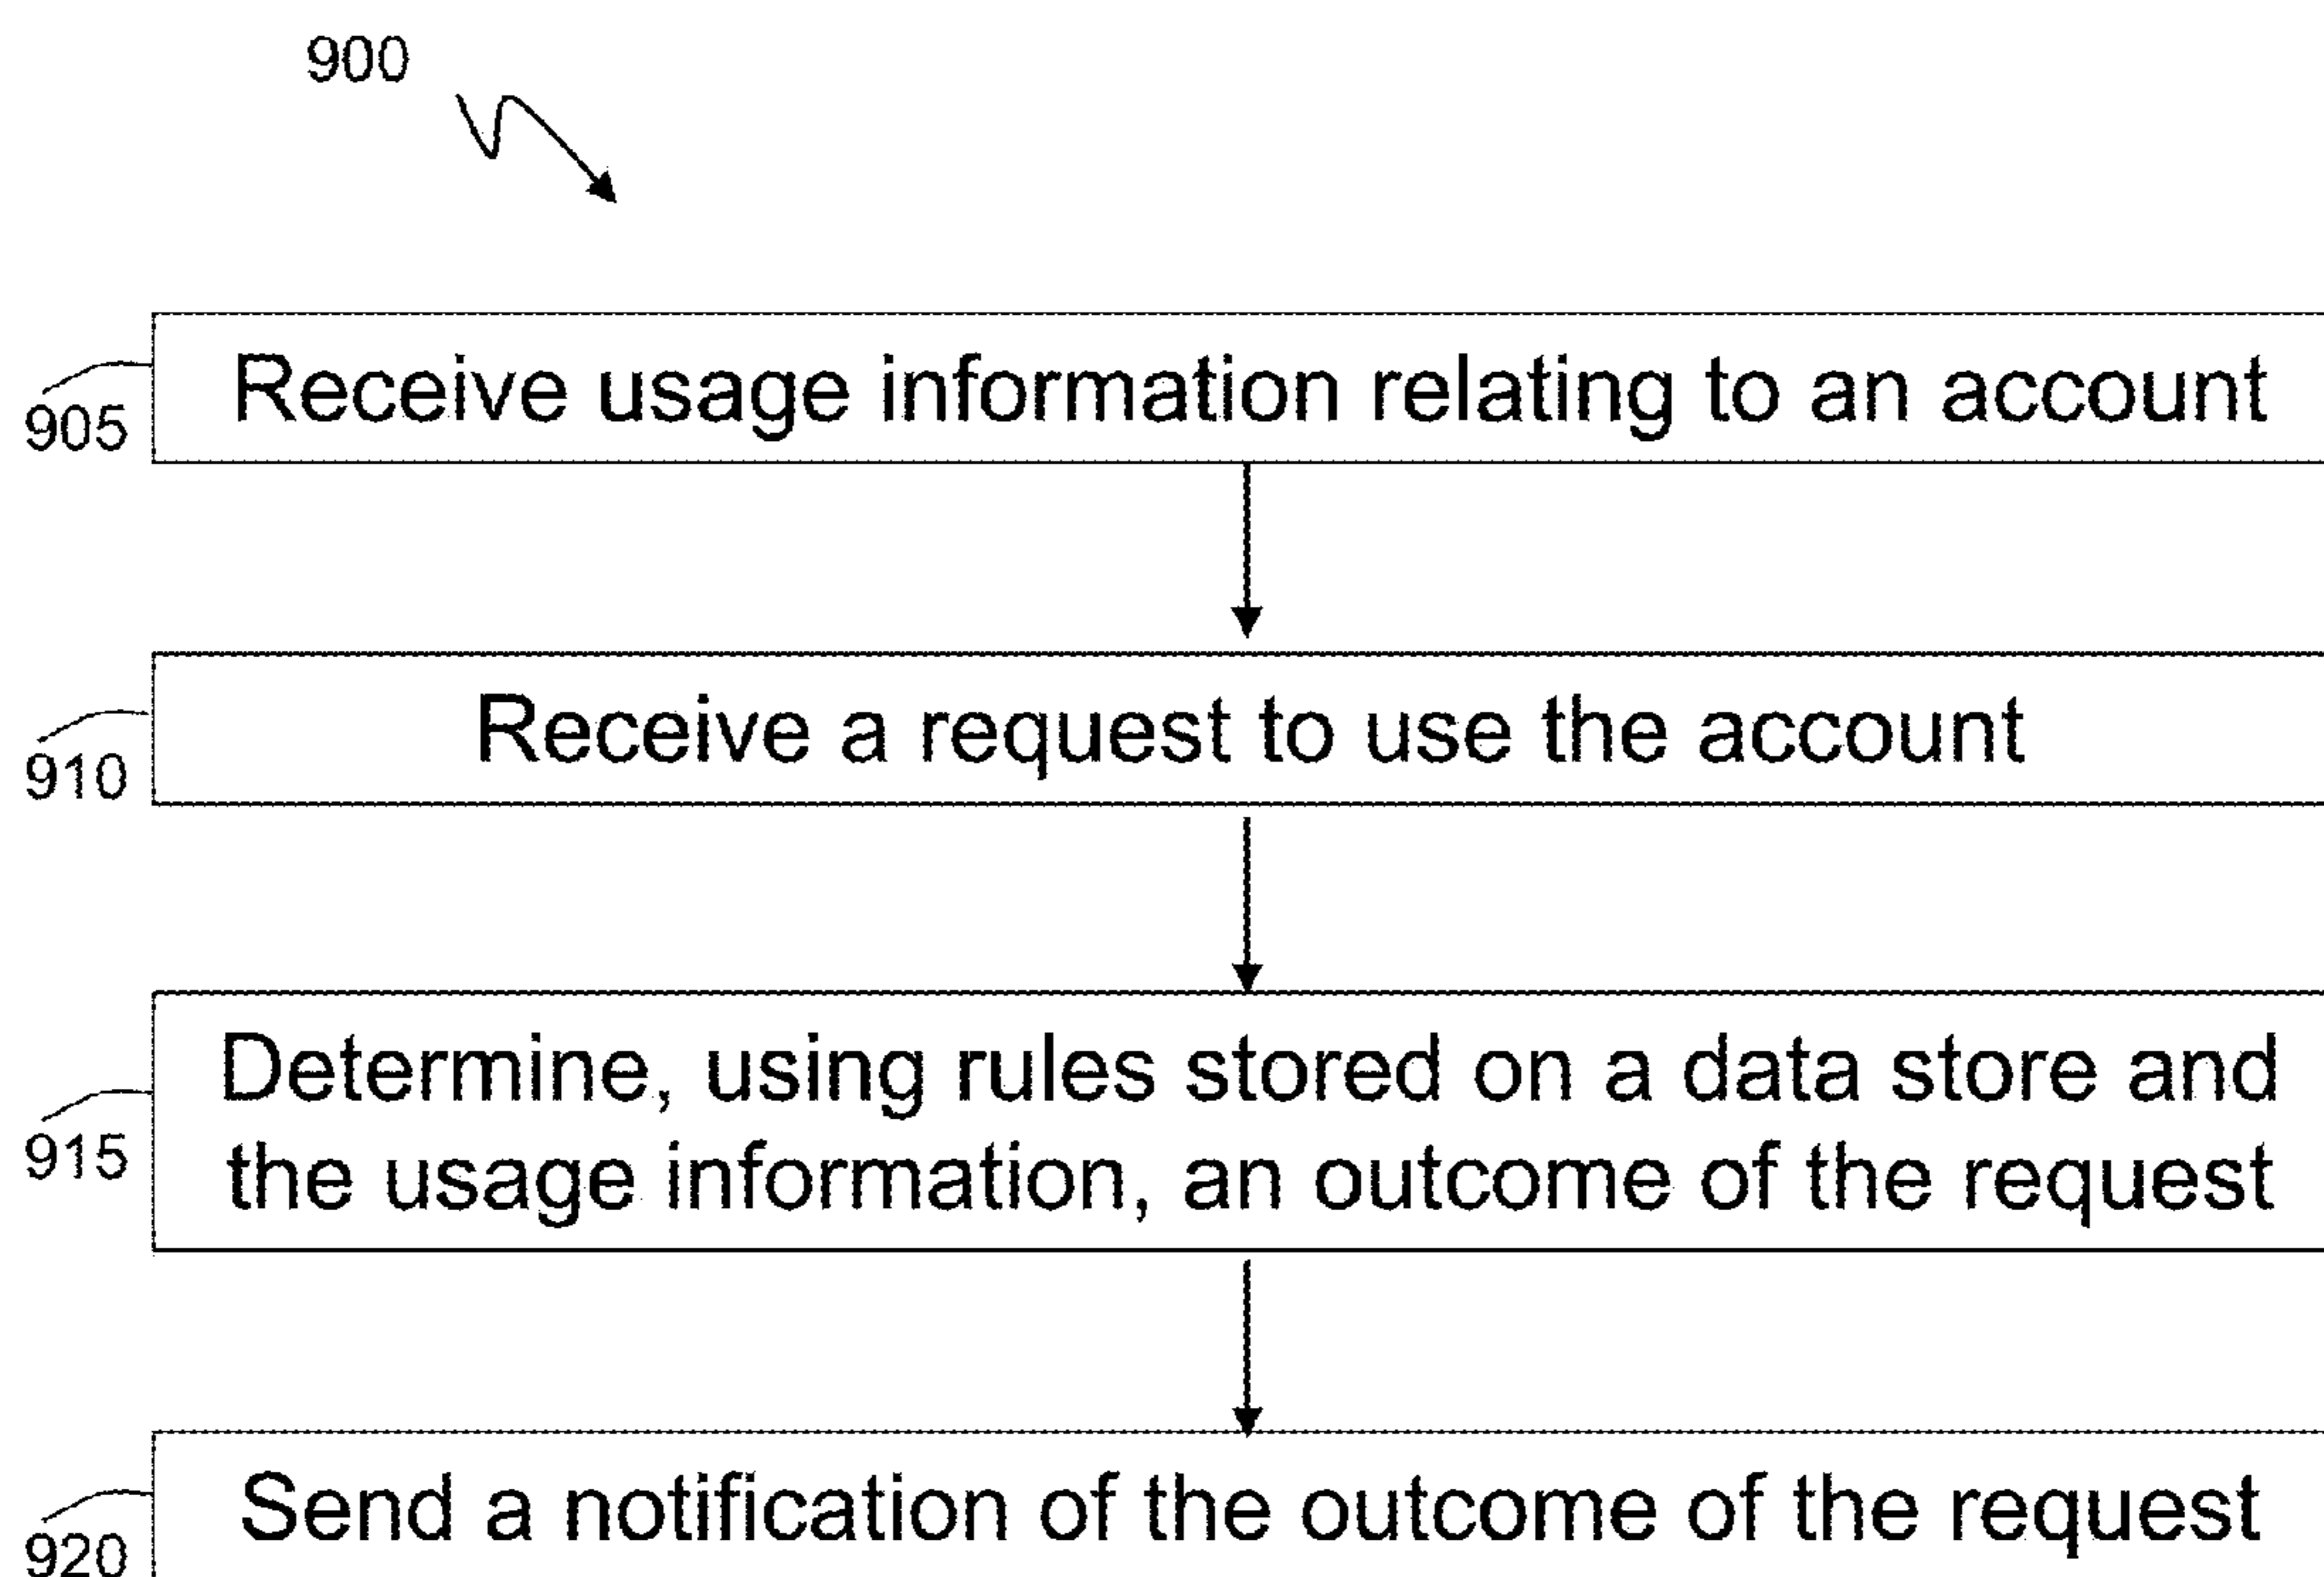 900
Receive usage information relating to an account
905
Receive a request to use the account
910
Determine, using rules stored on a data store and
the usage information, an outcome of the request
915
Send a notification of the outcome of the request
920